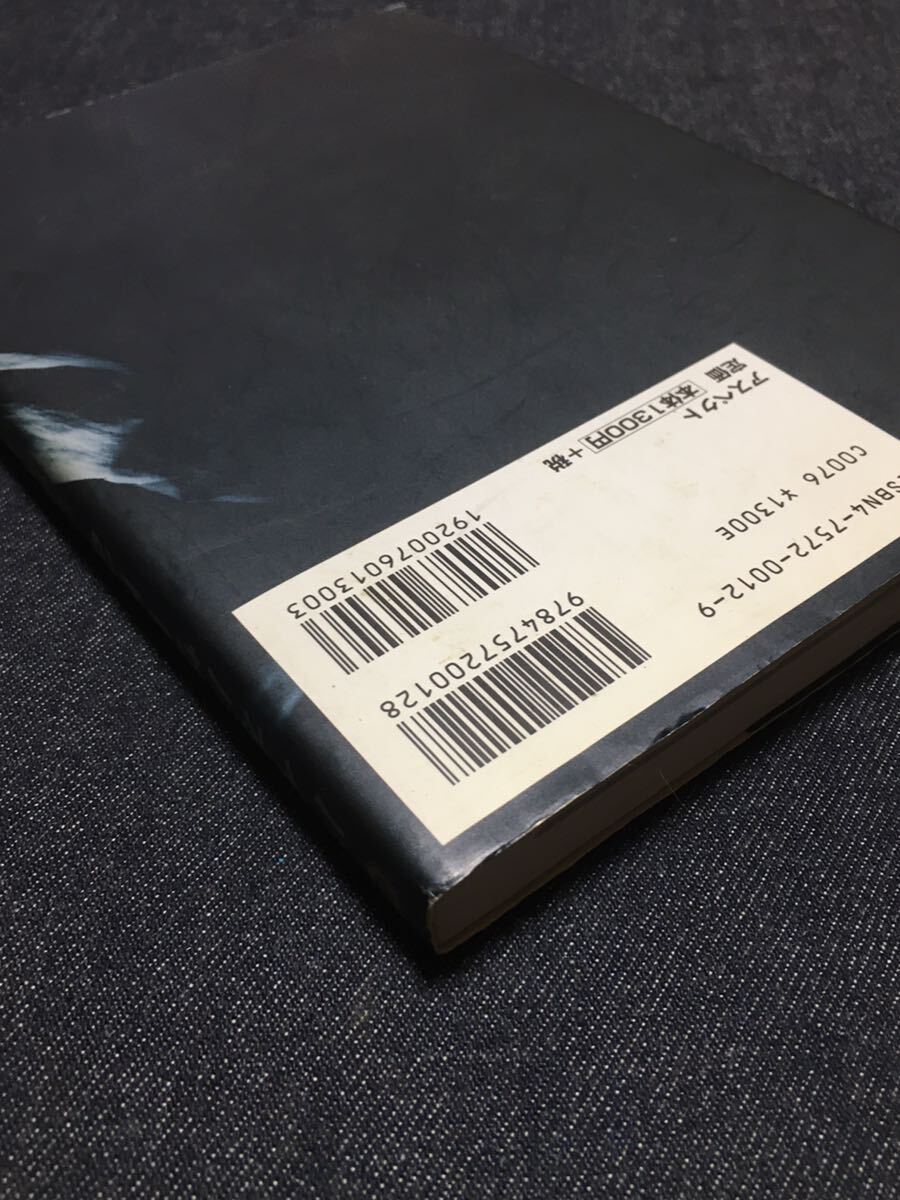 ISBN4-7572-0012-9
C0076 ¥1300E
アスペクト
定価 本体1300円 +税
9784757200128
1920076013003